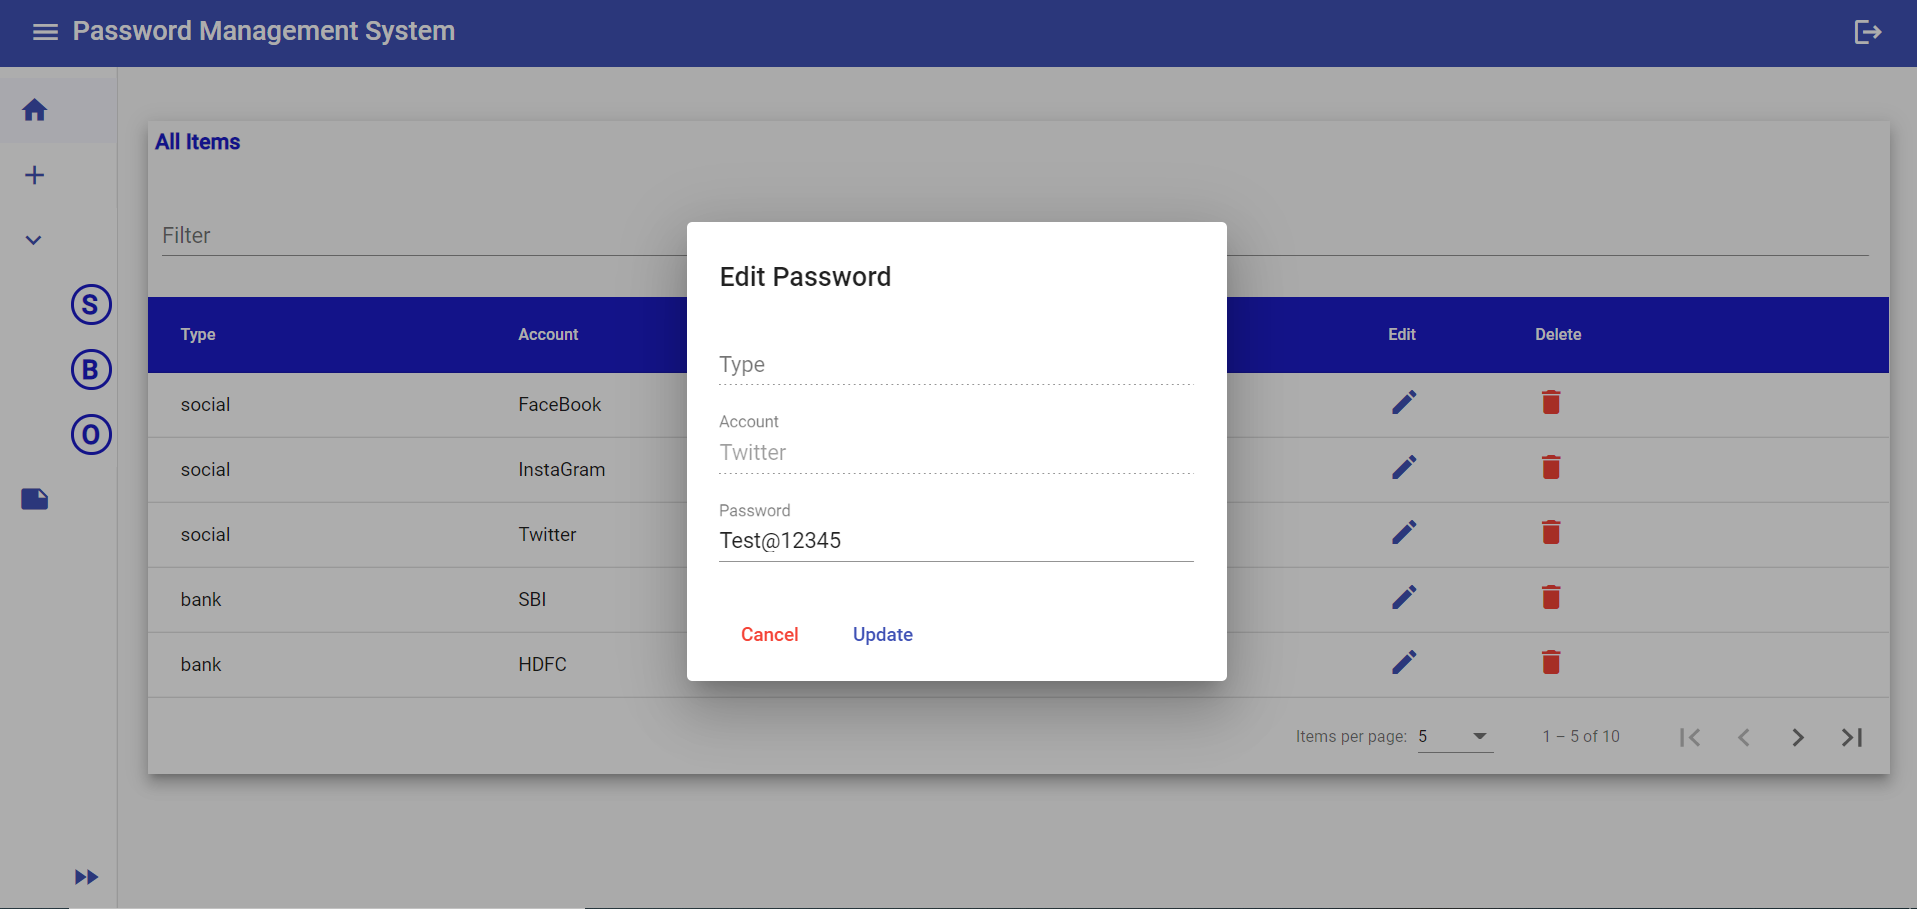 Password Management System
All Items
Filter
Type Account Edit Delete
social FaceBook
social InstaGram
social Twitter
bank SBI
bank HDFC
S
B
O
Edit Password
Type
Account
Twitter
Password
Test@12345
Cancel Update
Items per page: 5 1 – 5 of 10